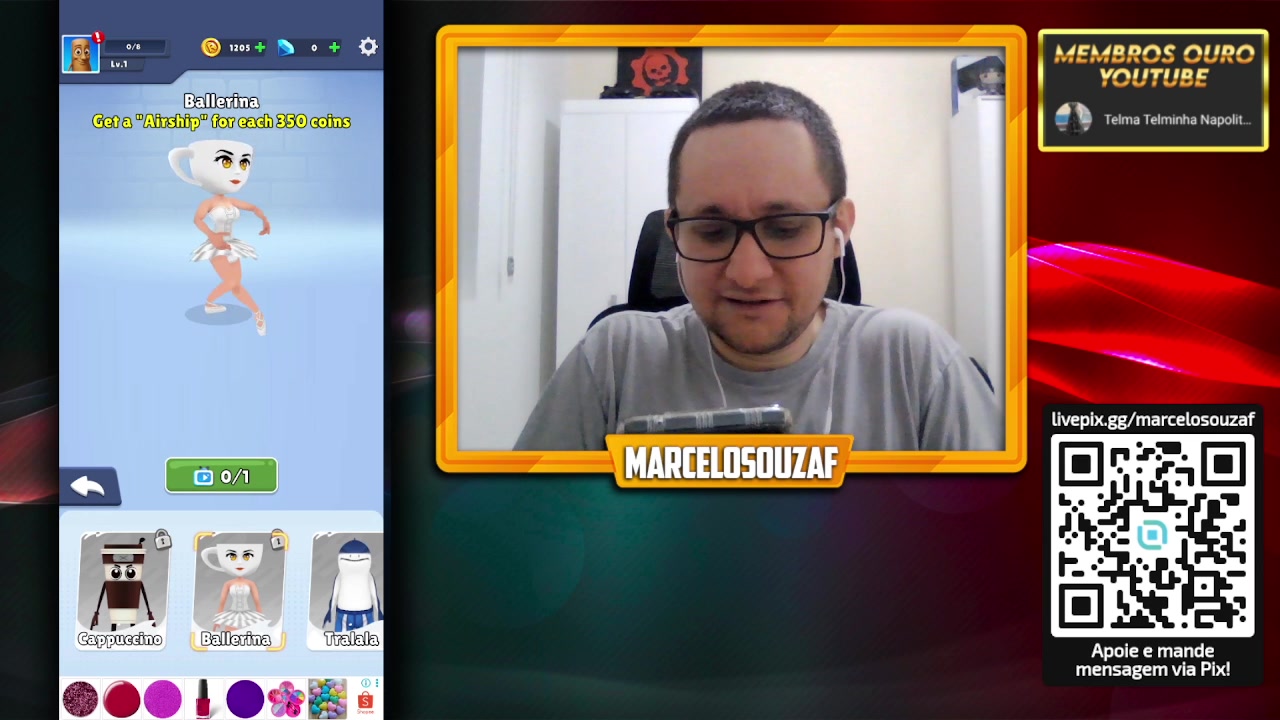 0/8
1205
0
Lv.1
Ballerina
Get a "Airship" for each 350 coins
0/1
Cappuccino
Ballerina
Tralala
MARCELOSOUZAF
MEMBROS OURO
YOUTUBE
Telma Telminha Napolit...
livepix.gg/marcelosouzaf
Apoie e mande
mensagem via Pix!